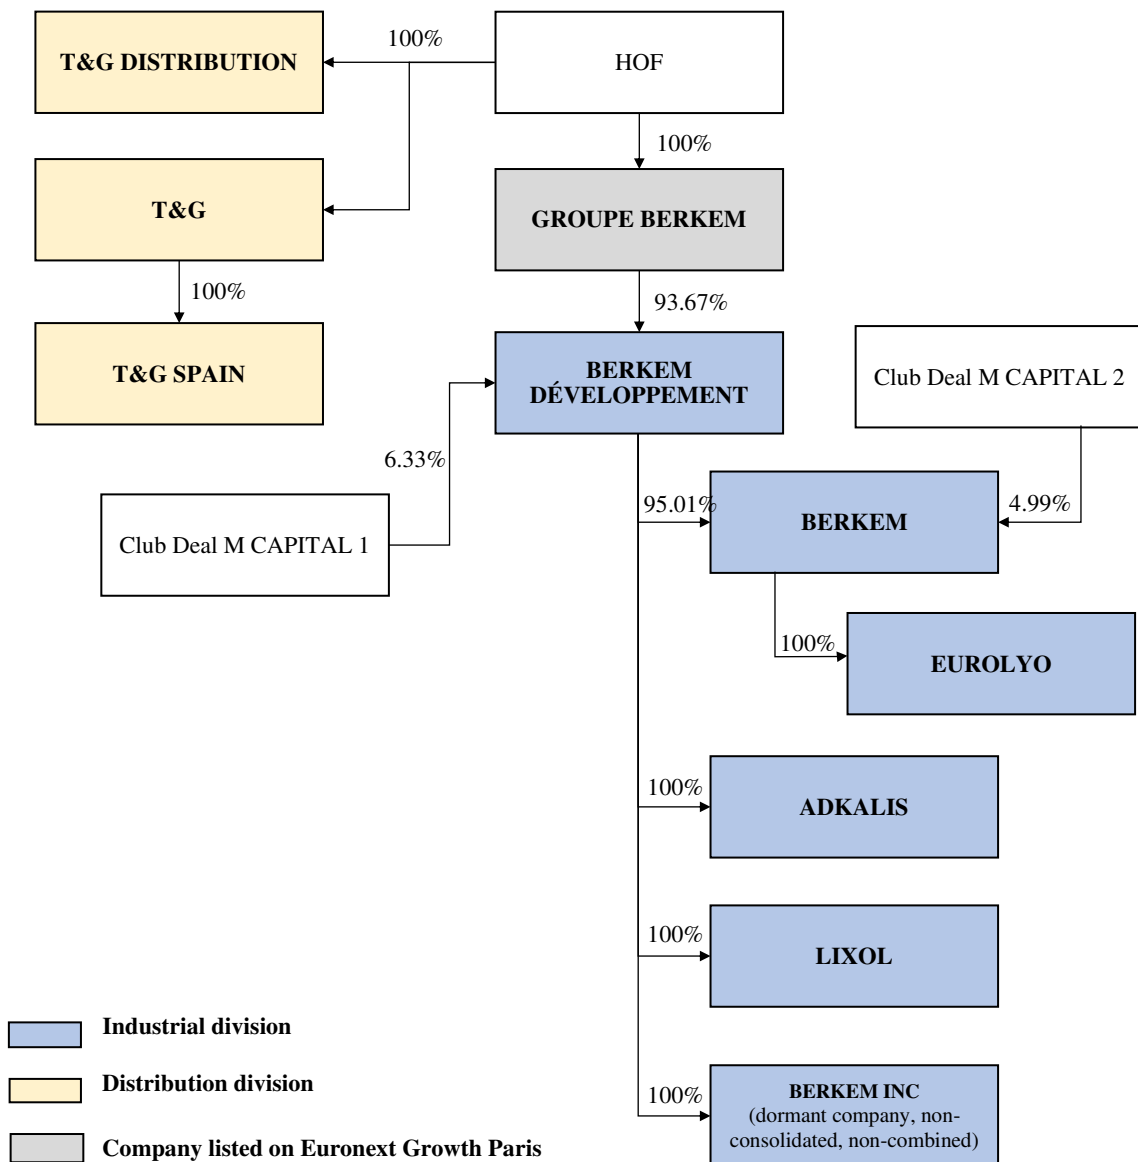 100%
T&G DISTRIBUTION
HOF
100%
T&G
GROUPE BERKEM
100%
93.67%
T&G SPAIN
BERKEM
DÉVELOPPEMENT
Club Deal M CAPITAL 2
6.33%
Club Deal M CAPITAL 1
95.01%
BERKEM
4.99%
100%
EUROLYO
100%
ADKALIS
100%
LIXOL
Industrial division
Distribution division
Company listed on Euronext Growth Paris
100%
BERKEM INC
(dormant company, non-
consolidated, non-combined)